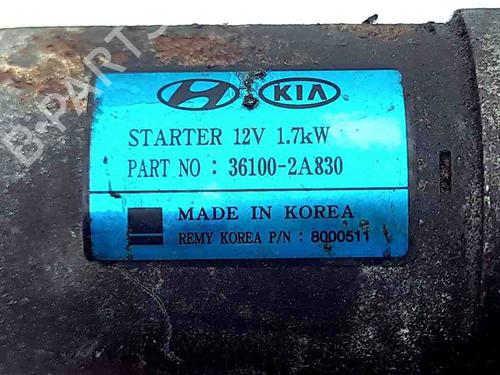 B-PARTS
KIA
STARTER 12V 1.7kW
PART NO : 36100-2A830
MADE IN KOREA
REMY KOREA P/N : 8000511